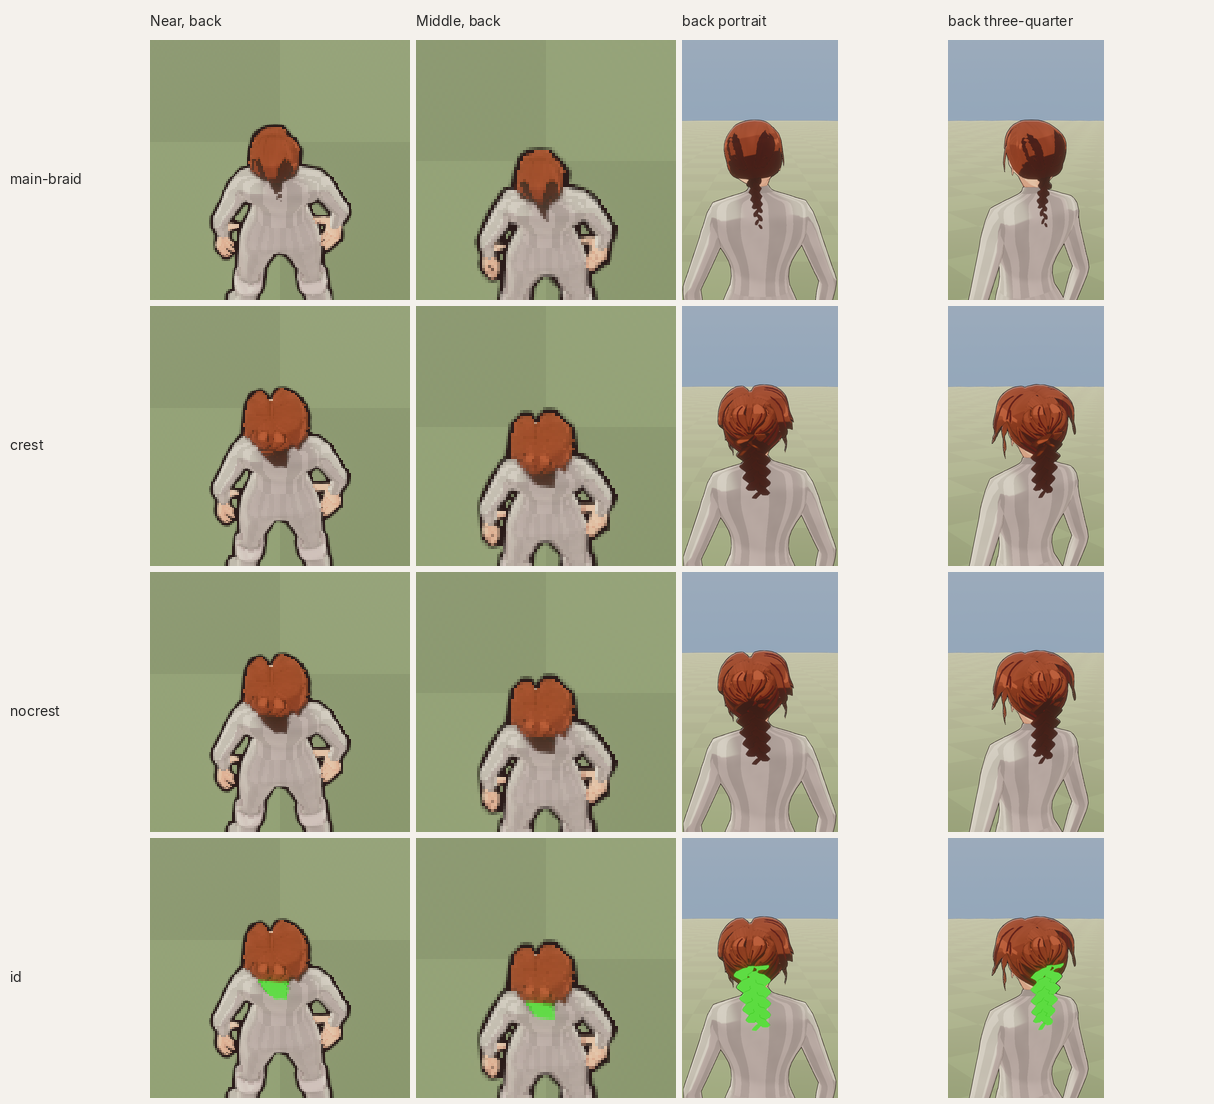 Near, back
Middle, back
back portrait
back three-quarter
main-braid
crest
nocrest
id